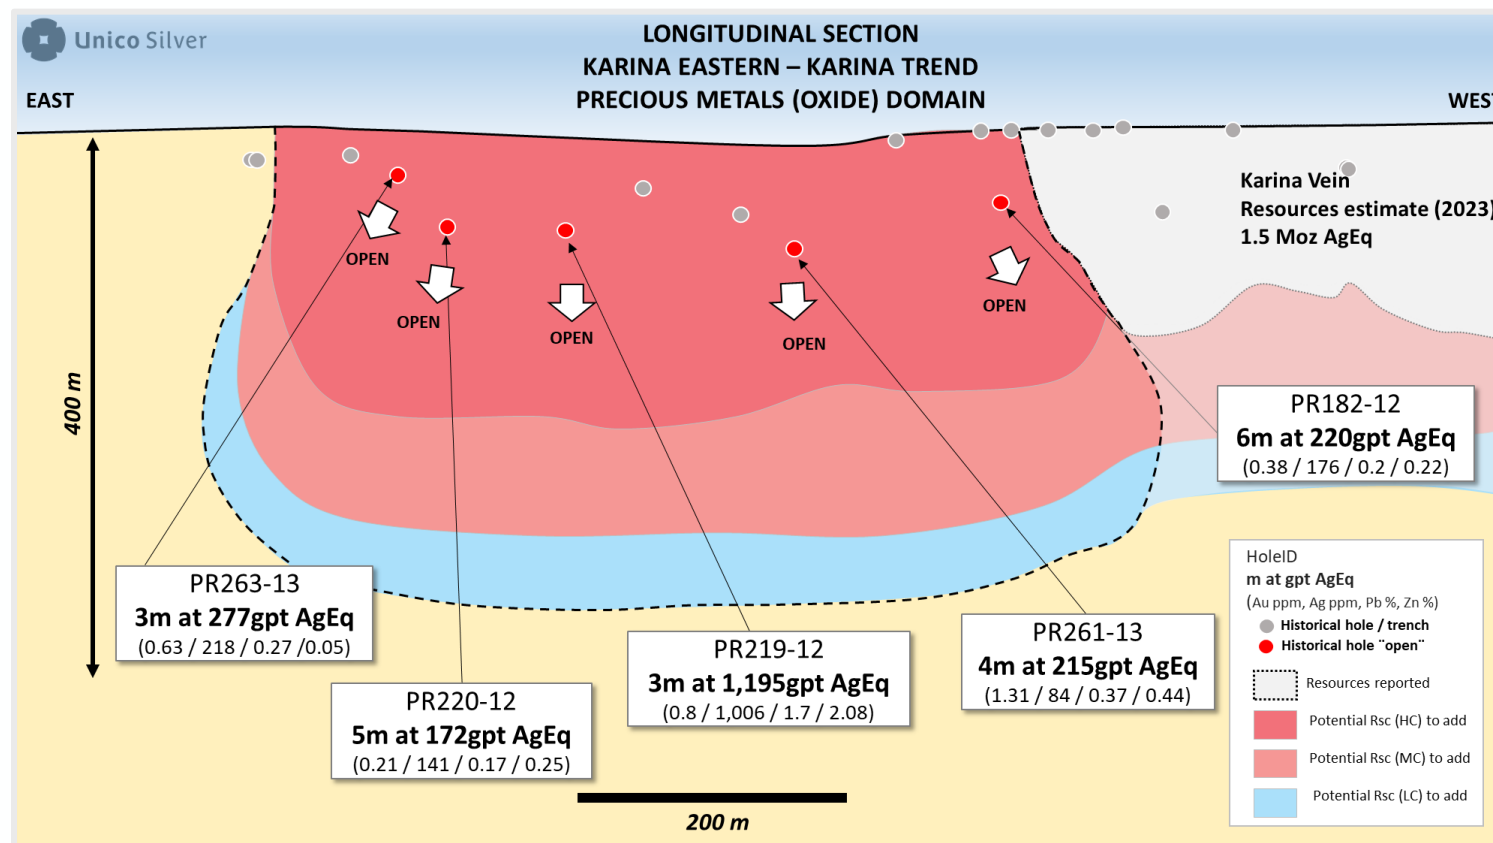 Unico Silver
LONGITUDINAL SECTION
KARINA EASTERN – KARINA TREND
PRECIOUS METALS (OXIDE) DOMAIN
EAST
WEST
Karina Vein
Resources estimate (2023)
1.5 Moz AgEq
OPEN
OPEN
OPEN
OPEN
OPEN
400 m
PR182-12
6m at 220gpt AgEq
(0.38 / 176 / 0.2 / 0.22)
PR263-13
3m at 277gpt AgEq
(0.63 / 218 / 0.27 /0.05)
PR220-12
5m at 172gpt AgEq
(0.21 / 141 / 0.17 / 0.25)
PR219-12
3m at 1,195gpt AgEq
(0.8 / 1,006 / 1.7 / 2.08)
PR261-13
4m at 215gpt AgEq
(1.31 / 84 / 0.37 / 0.44)
HoleID
m at gpt AgEq
(Au ppm, Ag ppm, Pb %, Zn %)
Historical hole / trench
Historical hole ¨open¨
Resources reported
Potential Rsc (HC) to add
Potential Rsc (MC) to add
Potential Rsc (LC) to add
200 m